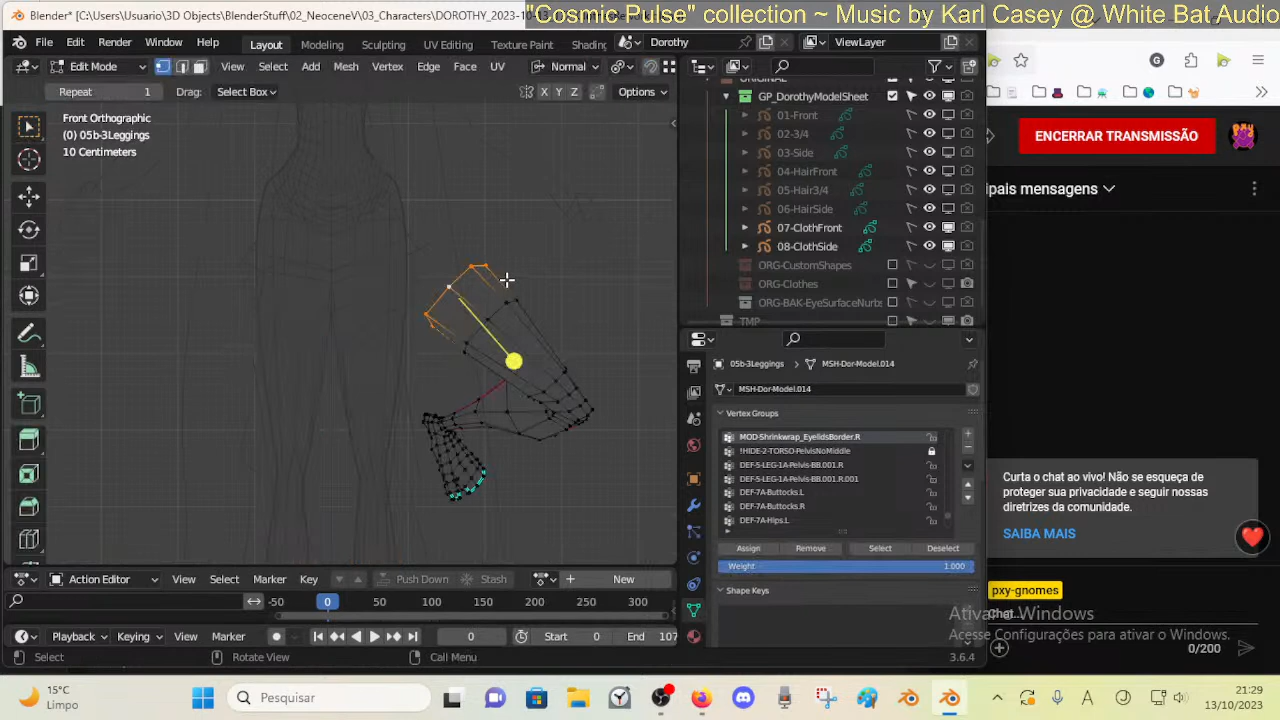 "Cosmic Pulse" collection ~ Music by Karl Casey @ White Bat Audio
Blender* [C:\Users\Usuario\3D Objects\BlenderStuff\02_NeoceneV\03_Characters\DOROTHY_2023-10-
File Edit Render Window Help Layout Modeling Sculpting UV Editing Texture Paint Shading Dorothy ViewLayer
Edit Mode View Select Add Mesh Vertex Edge Face UV Normal
Repeat 1 Drag: Select Box X Y Z Options
Front Orthographic
(0) 05b-3Leggings
10 Centimeters
ORIGINAL
GP_DorothyModelSheet
01-Front
02-3/4
03-Side
04-HairFront
05-Hair3/4
06-HairSide
07-ClothFront
08-ClothSide
ORG-CustomShapes
ORG-Clothes
ORG-BAK-EyeSurfaceNurbs
TMP
05b-3Leggings MSH-Dor-Model.014
MSH-Dor-Model.014
Vertex Groups
MOD-Shrinkwrap_EyelidsBorder.R
!HIDE-2-TORSO-PelvisNoMiddle
DEF-5-LEG-1A-Pelvis-BB.001.R
DEF-5-LEG-1A-Pelvis-BB.001.R.001
DEF-7A-Buttocks.L
DEF-7A-Buttocks.R
DEF-7A-Hips.L
Assign Remove Select Deselect
Weight 1.000
Shape Keys
Action Editor View Select Marker Key Push Down Stash New
-50 0 50 100 150 200 250 300
Playback Keying View Marker 0 Start 0 End 107
Select Rotate View Call Menu 3.6.4
G
ENCERRAR TRANSMISSÃO
ipais mensagens
Curta o chat ao vivo! Não se esqueça de
proteger sua privacidade e seguir nossas
diretrizes da comunidade.
SAIBA MAIS
pxy-gnomes
Chat...
0/200
Ativar o Windows
Acesse Configurações para ativar o Windows.
15°C
Limpo
Pesquisar
21:29
13/10/2023